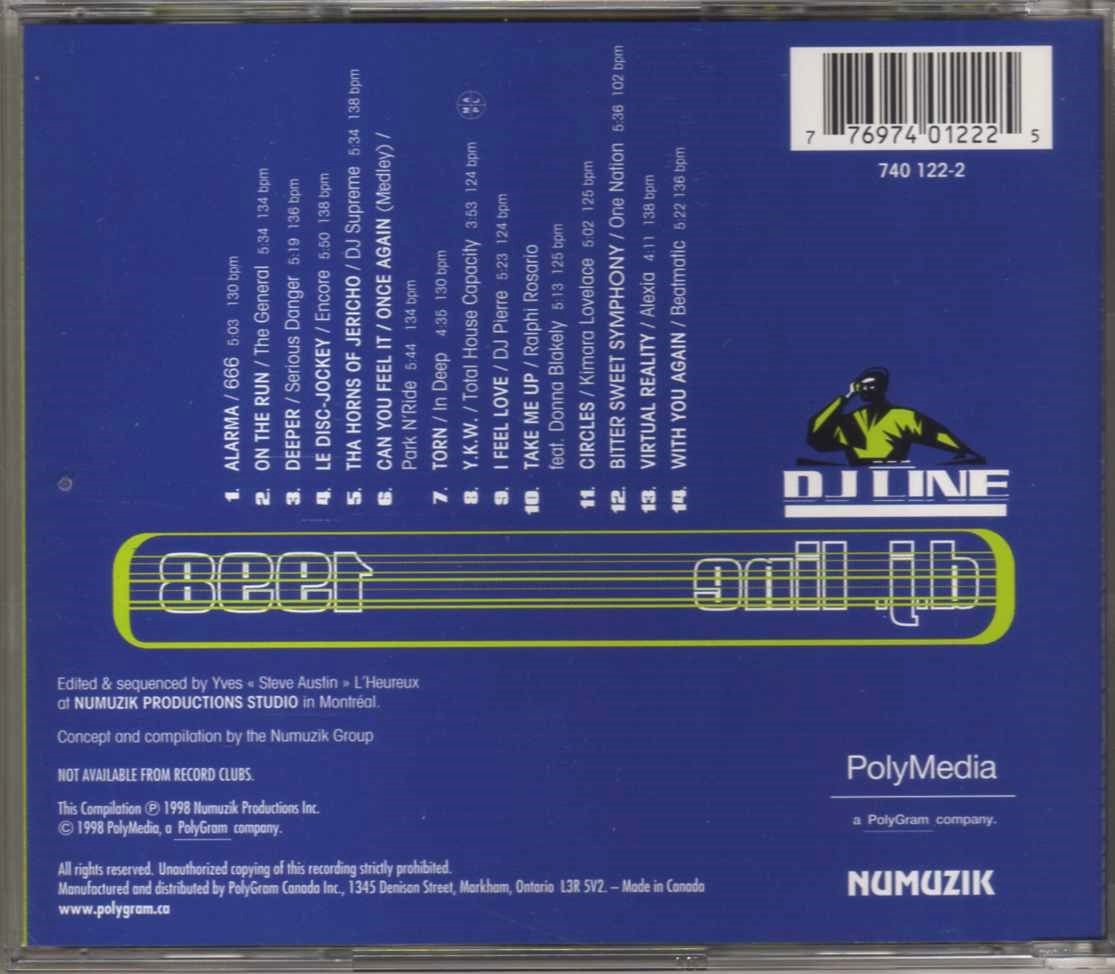 1. ALARMA / 666 5:03 130 bpm
2. ON THE RUN / The General 5:34 134 bpm
3. DEEPER / Serious Danger 5:19 136 bpm
4. LE DISC-JOCKEY / Encore 5:50 138 bpm
5. THA HORNS OF JERICHO / DJ Supreme 5:34 138 bpm
6. CAN YOU FEEL IT / ONCE AGAIN (Medley) /
Park N'Ride 5:44 134 bpm
7. TORN / In Deep 4:35 130 bpm
8. Y.K.W. / Total House Capacity 3:53 124 bpm MAPL
9. I FEEL LOVE / DJ Pierre 5:23 124 bpm
10. TAKE ME UP / Ralphi Rosario
feat. Donna Blakely 5:13 125 bpm
11. CIRCLES / Kimara Lovelace 5:02 125 bpm
12. BITTER SWEET SYMPHONY / One Nation 5:36 102 bpm
13. VIRTUAL REALITY / Alexia 4:11 138 bpm
14. WITH YOU AGAIN / Beatmatic 5:22 136 bpm
7 76974 01222 5
740 122-2
DJ LINE
d.j. line 1998
Edited & sequenced by Yves « Steve Austin » L'Heureux
at NUMUZIK PRODUCTIONS STUDIO in Montréal.
Concept and compilation by the Numuzik Group
NOT AVAILABLE FROM RECORD CLUBS.
This Compilation ℗ 1998 Numuzik Productions Inc.
© 1998 PolyMedia, a PolyGram company.
All rights reserved. Unauthorized copying of this recording strictly prohibited.
Manufactured and distributed by PolyGram Canada Inc., 1345 Denison Street, Markham, Ontario L3R 5V2. – Made in Canada
www.polygram.ca
PolyMedia
a PolyGram company.
NUMUZIK